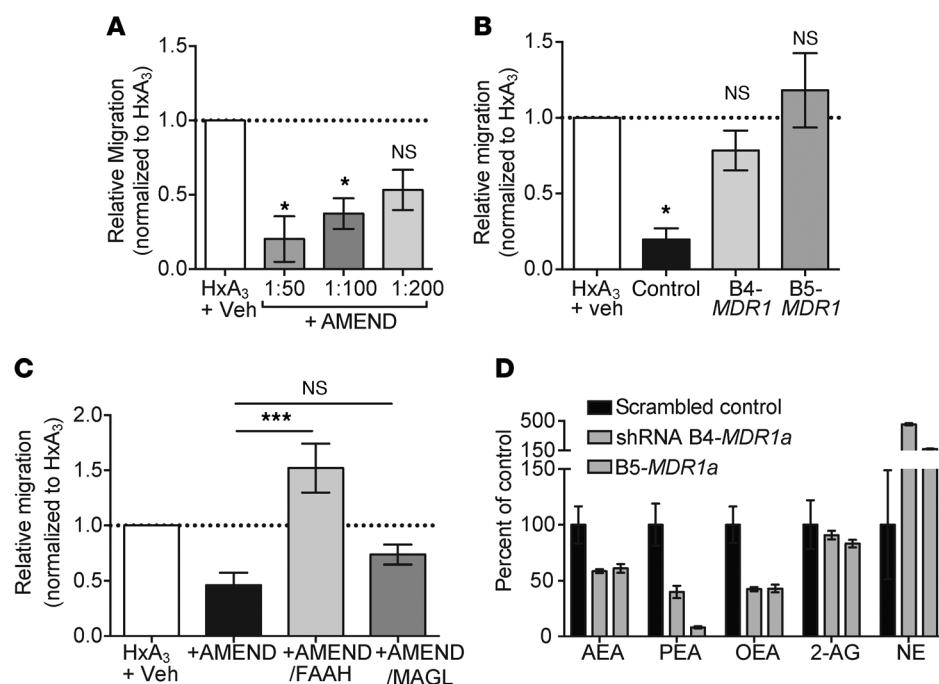 A
Relative Migration
(normalized to HxA₃)
1.5
1.0
0.5
0.0
*
*
NS
HxA₃
+ Veh
1:50
1:100
1:200
+ AMEND
B
Relative migration
(normalized to HxA₃)
1.5
1.0
0.5
0.0
*
NS
NS
HxA₃
+ veh
Control
B4-
MDR1
B5-
MDR1
C
Relative migration
(normalized to HxA₃)
2.0
1.5
1.0
0.5
0.0
NS
***
HxA₃
+ Veh
+AMEND
+AMEND
/FAAH
+AMEND
/MAGL
D
Percent of control
500
150
100
50
0
Scrambled control
shRNA B4-MDR1a
B5-MDR1a
AEA
PEA
OEA
2-AG
NE